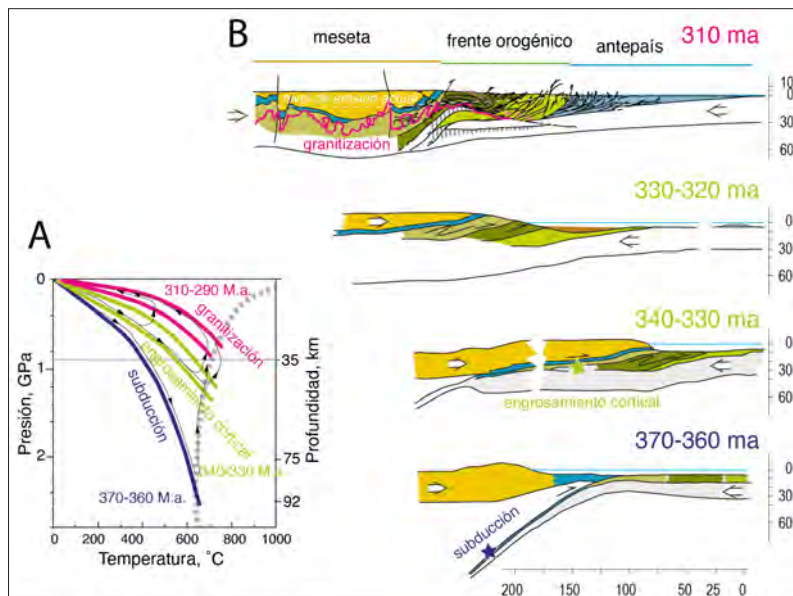 B
meseta
frente orogénico
antepaís
310 ma
10
0
30
60
granitización
330-320 ma
0
30
60
340-330 ma
0
30
60
engrosamiento cortical
370-360 ma
0
30
60
subducción
200 150 100 50 25 0
A
0
1
2
Presión, GPa
310-290 M.a.
granitización
engrosamiento cortical
subducción
340-330 M.a.
370-360 M.a.
35
75
92
Profundidad, km
0 200 400 600 800 1000
Temperatura, ˚C